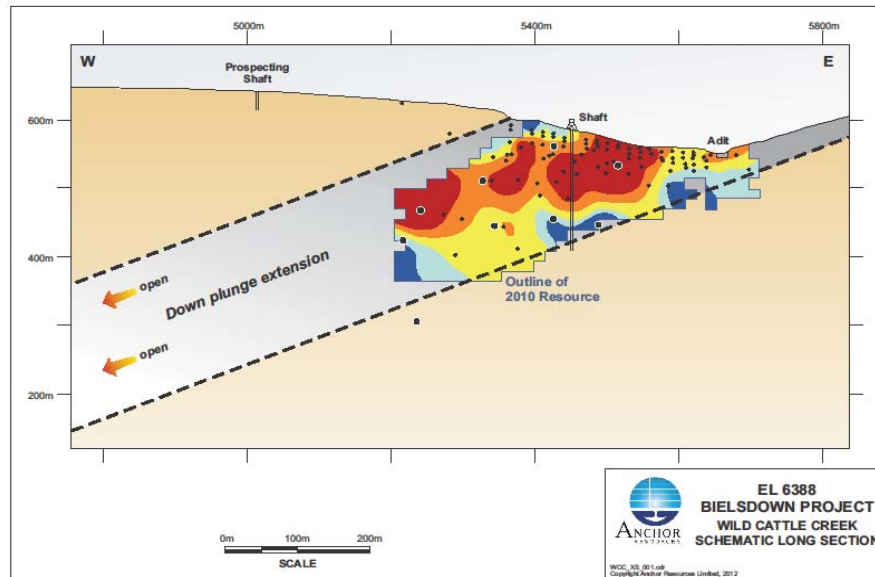 5000m 5400m 5800m
W
E
Prospecting
Shaft
600m
Shaft
Adit
400m
open
Down plunge extension
Outline of
2010 Resource
open
200m
0m 100m 200m
SCALE
ANCHOR
RESOURCES
EL 6388
BIELSDOWN PROJECT
WILD CATTLE CREEK
SCHEMATIC LONG SECTION
WCC_XS_001.cdr
Copyright Anchor Resources Limited, 2012